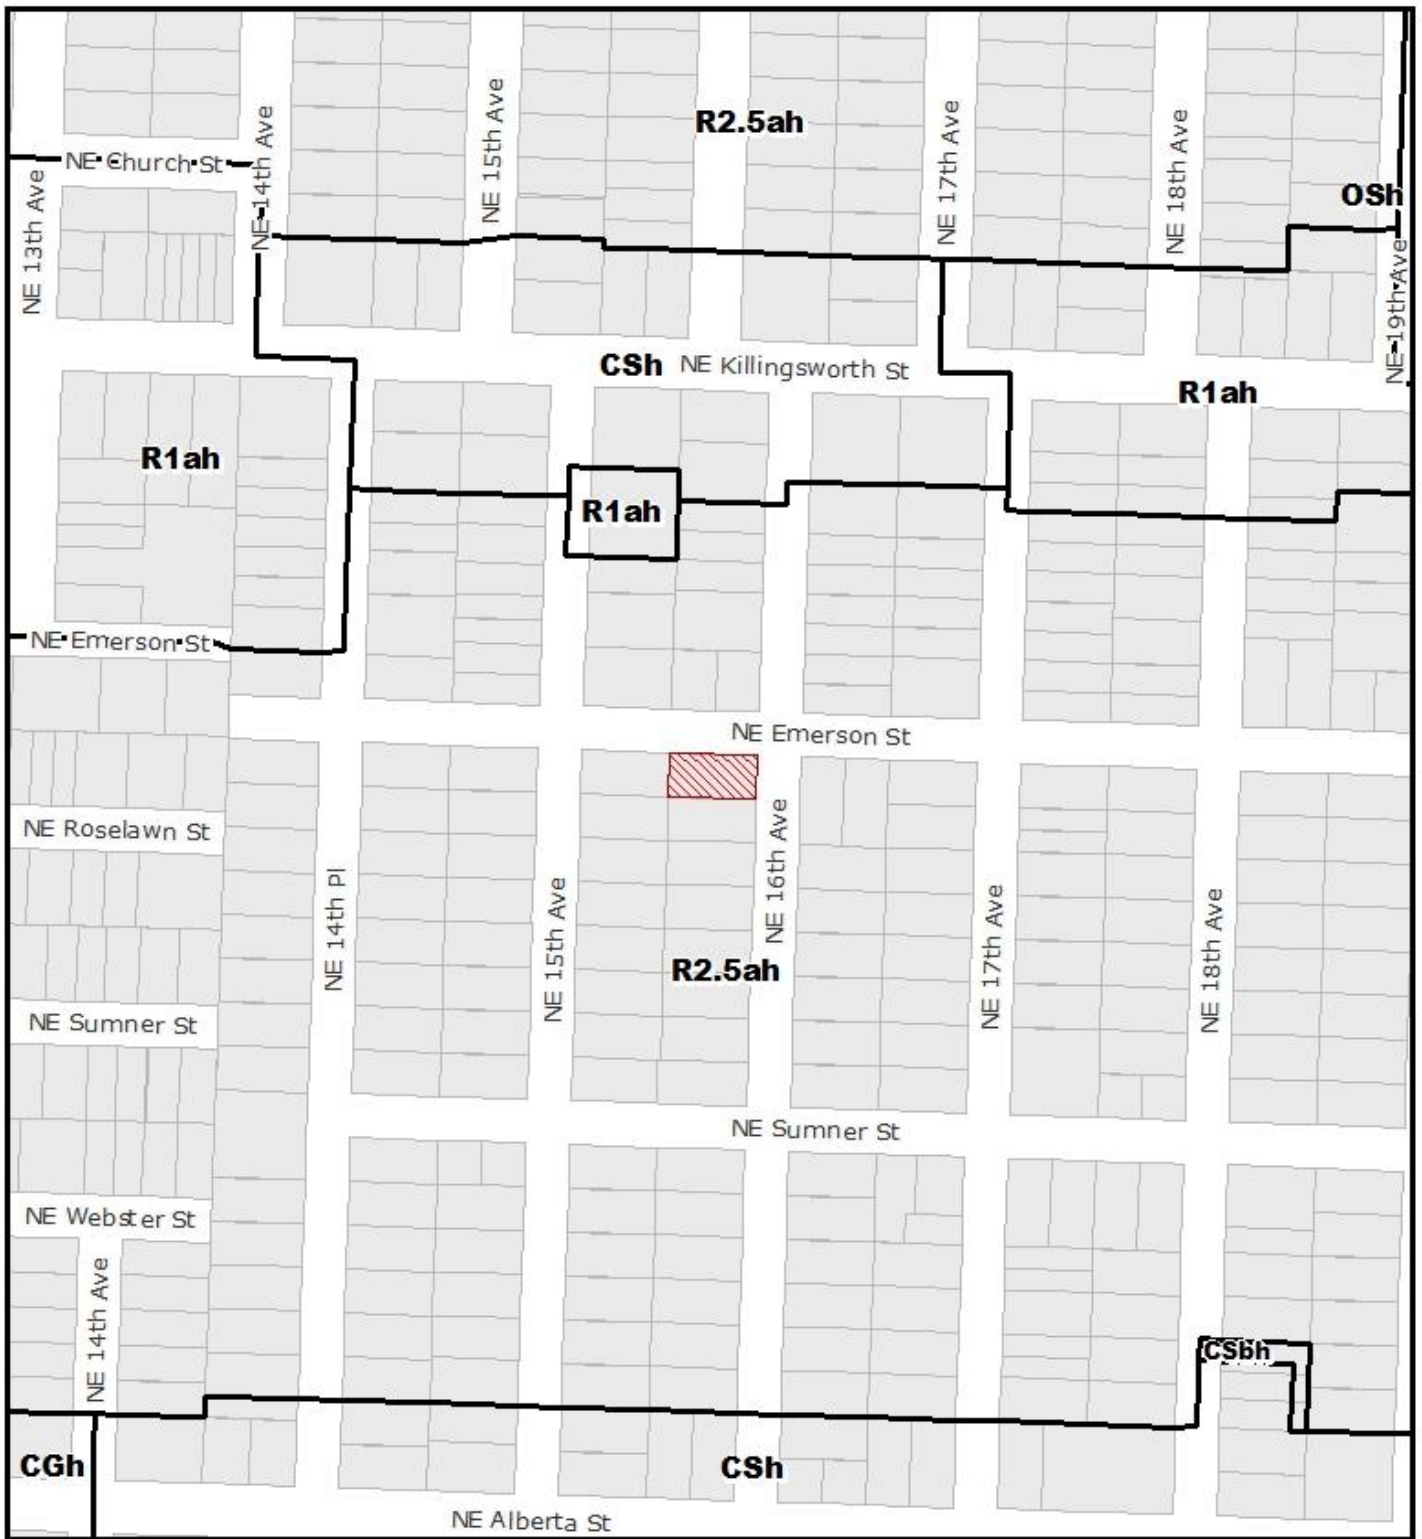 R2.5ah
NE 14th Ave
NE 15th Ave
NE 17th Ave
NE 18th Ave
NE Church St
NE 13th Ave
OSh
NE 19th Ave
CSh
NE Killingsworth St
R1ah
R1ah
R1ah
NE Emerson St
NE Emerson St
NE Roselawn St
NE 14th Pl
NE 15th Ave
NE 16th Ave
NE 17th Ave
NE 18th Ave
R2.5ah
NE Sumner St
NE Sumner St
NE Webster St
NE 14th Ave
CSbh
CGh
CSh
NE Alberta St